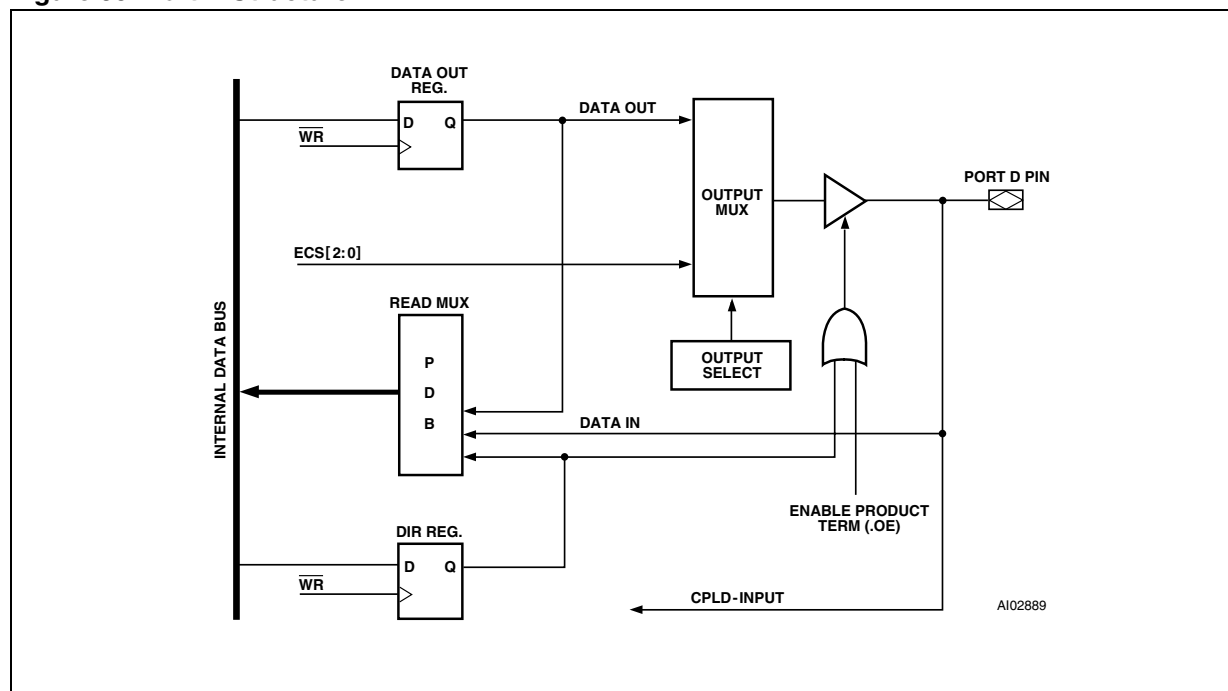 DATA OUT
REG.
D Q
WR
DATA OUT
OUTPUT
MUX
PORT D PIN
ECS[2:0]
READ MUX
P
D
B
OUTPUT
SELECT
INTERNAL DATA BUS
DATA IN
ENABLE PRODUCT
TERM (.OE)
DIR REG.
D Q
WR
CPLD-INPUT
AI02889